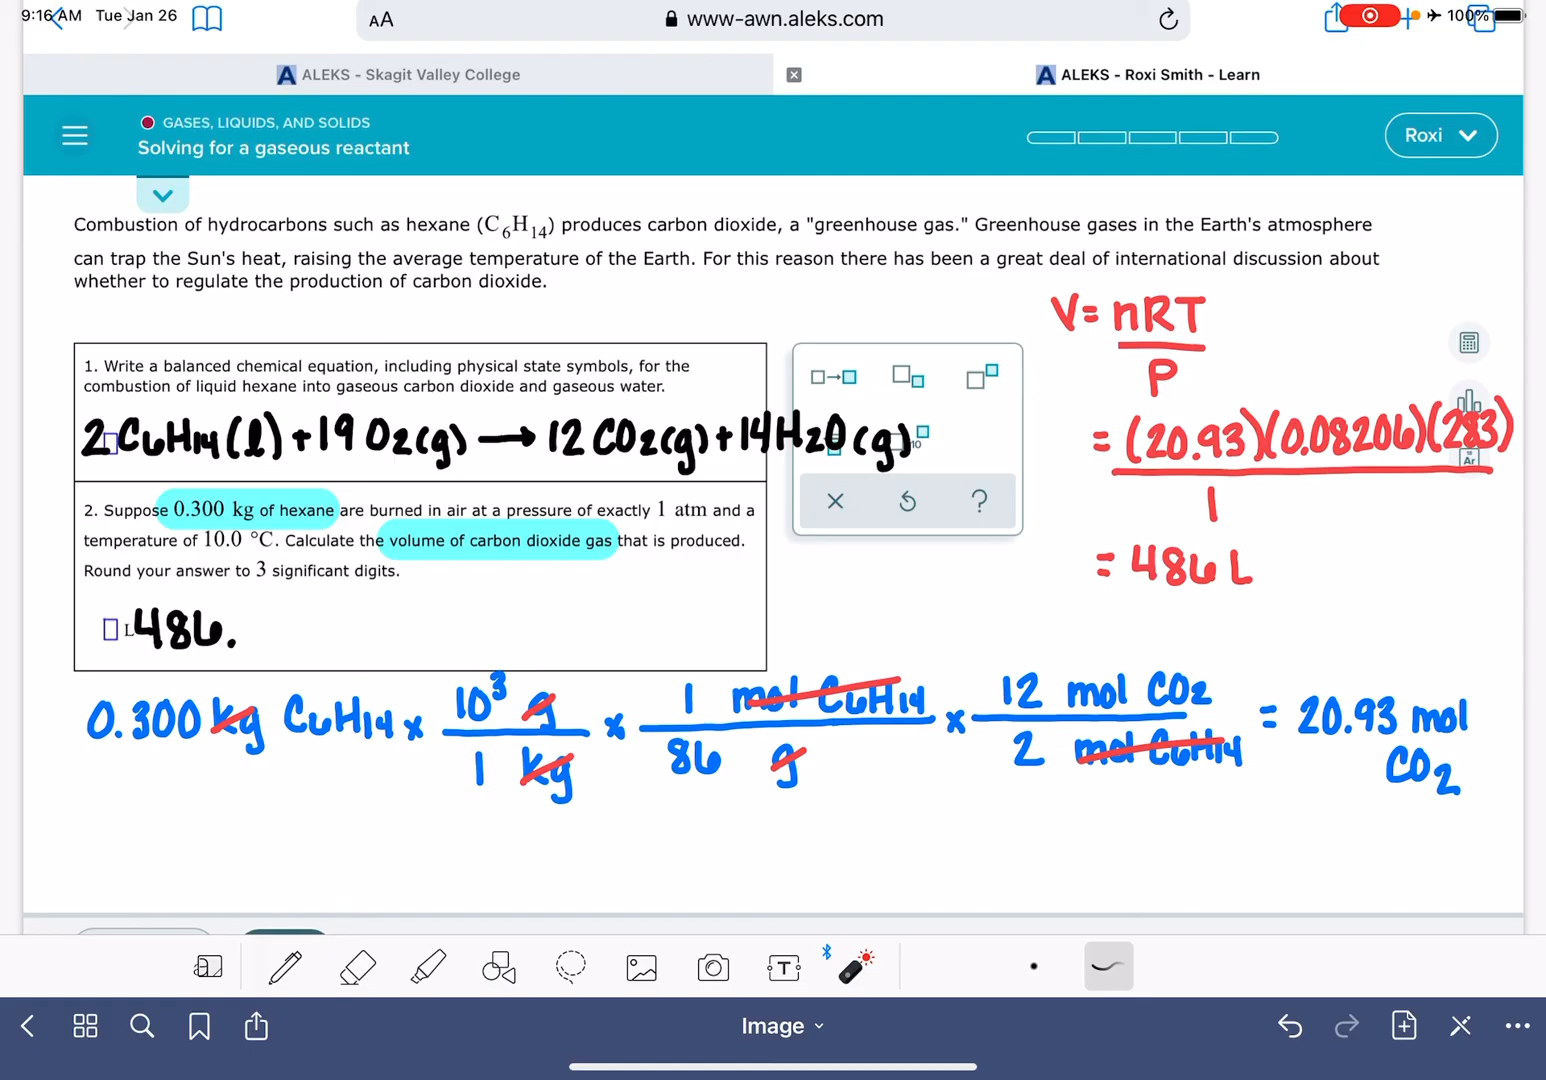 9:16 AM Tue Jan 26
AA
www-awn.aleks.com
100%
ALEKS - Skagit Valley College
ALEKS - Roxi Smith - Learn
GASES, LIQUIDS, AND SOLIDS
Solving for a gaseous reactant
Roxi
Combustion of hydrocarbons such as hexane (C₆H₁₄) produces carbon dioxide, a "greenhouse gas." Greenhouse gases in the Earth's atmosphere
can trap the Sun's heat, raising the average temperature of the Earth. For this reason there has been a great deal of international discussion about
whether to regulate the production of carbon dioxide.
V = nRT
P
= (20.93)(0.08206)(283)
1
= 486 L
1. Write a balanced chemical equation, including physical state symbols, for the
combustion of liquid hexane into gaseous carbon dioxide and gaseous water.
2 C6H14 (l) + 19 O2 (g) → 12 CO2 (g) + 14 H2O (g)
x10
Ar
2. Suppose 0.300 kg of hexane are burned in air at a pressure of exactly 1 atm and a
temperature of 10.0 °C. Calculate the volume of carbon dioxide gas that is produced.
Round your answer to 3 significant digits.
L 486.
× ?
0.300 kg C6H14 x 10³ g / 1 kg x 1 mol C6H14 / 86 g x 12 mol CO2 / 2 mol C6H14 = 20.93 mol
CO2
T
Image